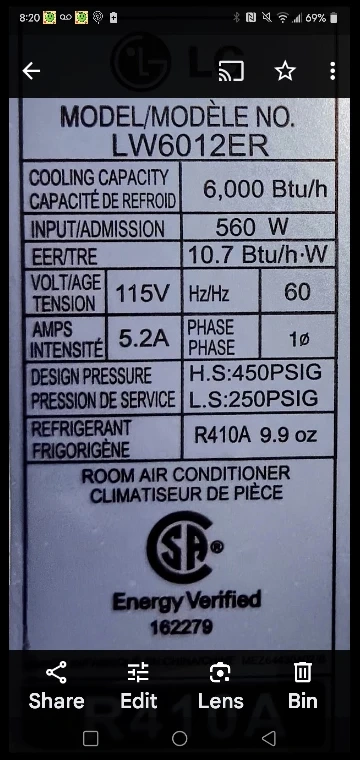 8:20
69%
LG
MODEL/MODÈLE NO.
LW6012ER
COOLING CAPACITY
CAPACITÉ DE REFROID
6,000 Btu/h
INPUT/ADMISSION
560 W
EER/TRE
10.7 Btu/h·W
VOLT/AGE
TENSION
115V
Hz/Hz
60
AMPS
INTENSITÉ
5.2A
PHASE
PHASE
1ø
DESIGN PRESSURE
PRESSION DE SERVICE
H.S:450PSIG
L.S:250PSIG
REFRIGERANT
FRIGORIGÈNE
R410A 9.9 oz
ROOM AIR CONDITIONER
CLIMATISEUR DE PIÈCE
SA®
Energy Verified
162279
Share
Edit
Lens
Bin
R410A